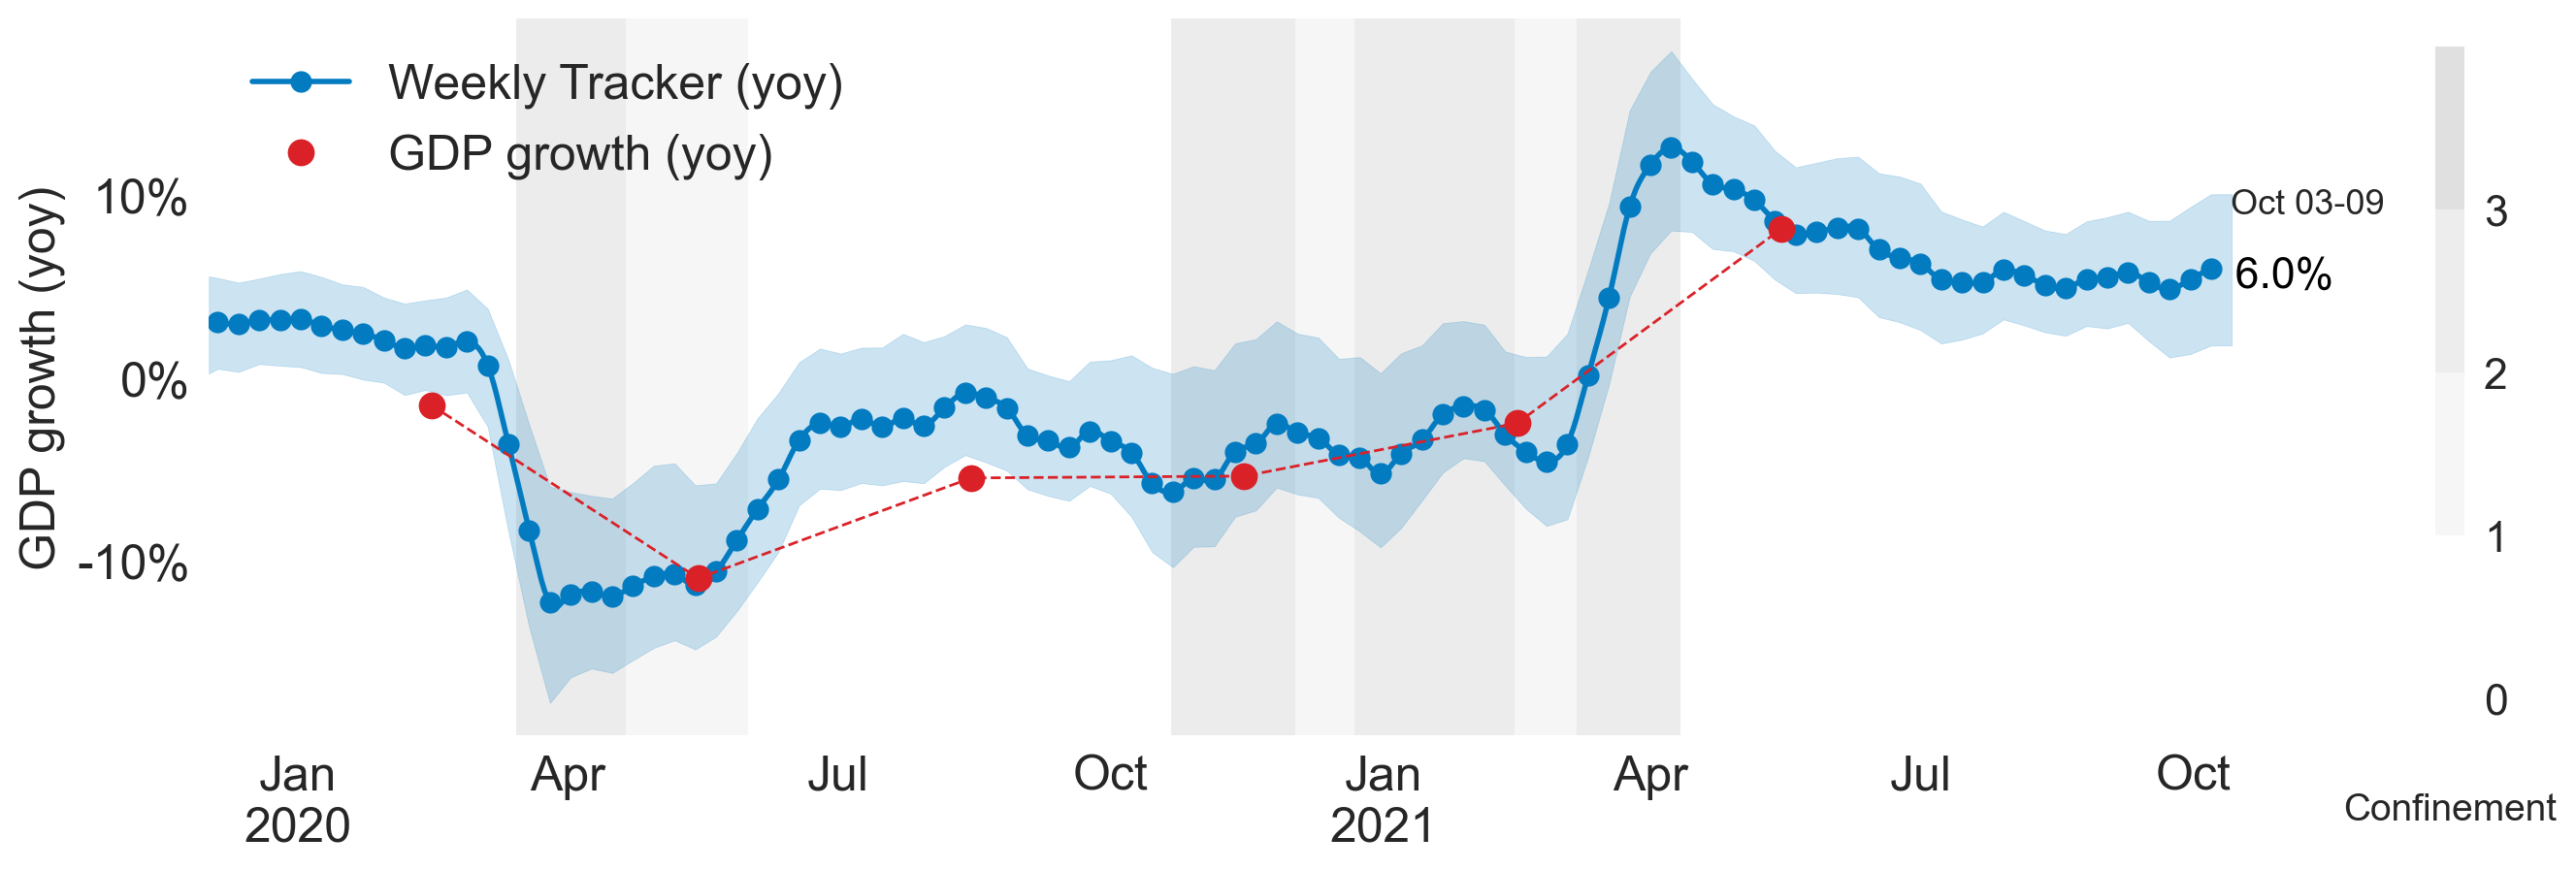 Weekly Tracker (yoy)
GDP growth (yoy)
GDP growth (yoy)
10%
0%
-10%
Oct 03-09
6.0%
3
2
1
0
Jan
2020
Apr
Jul
Oct
Jan
2021
Apr
Jul
Oct
Confinement